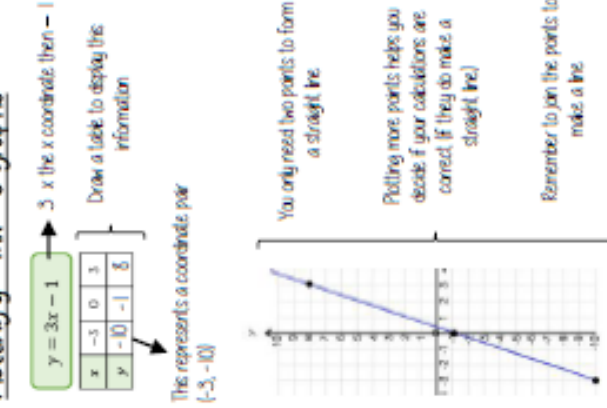 y = 3x − 1
3 x the x coordinate then − 1
x -3 0 3
y -10 -1 8
Draw a table to display this
information
This represents a coordinate pair
(-3, -10)
You only need two points to form
a straight line
Plotting more points helps you
decide if your calculations are
correct (if they do make a
straight line)
Remember to join the points to
make a line
y